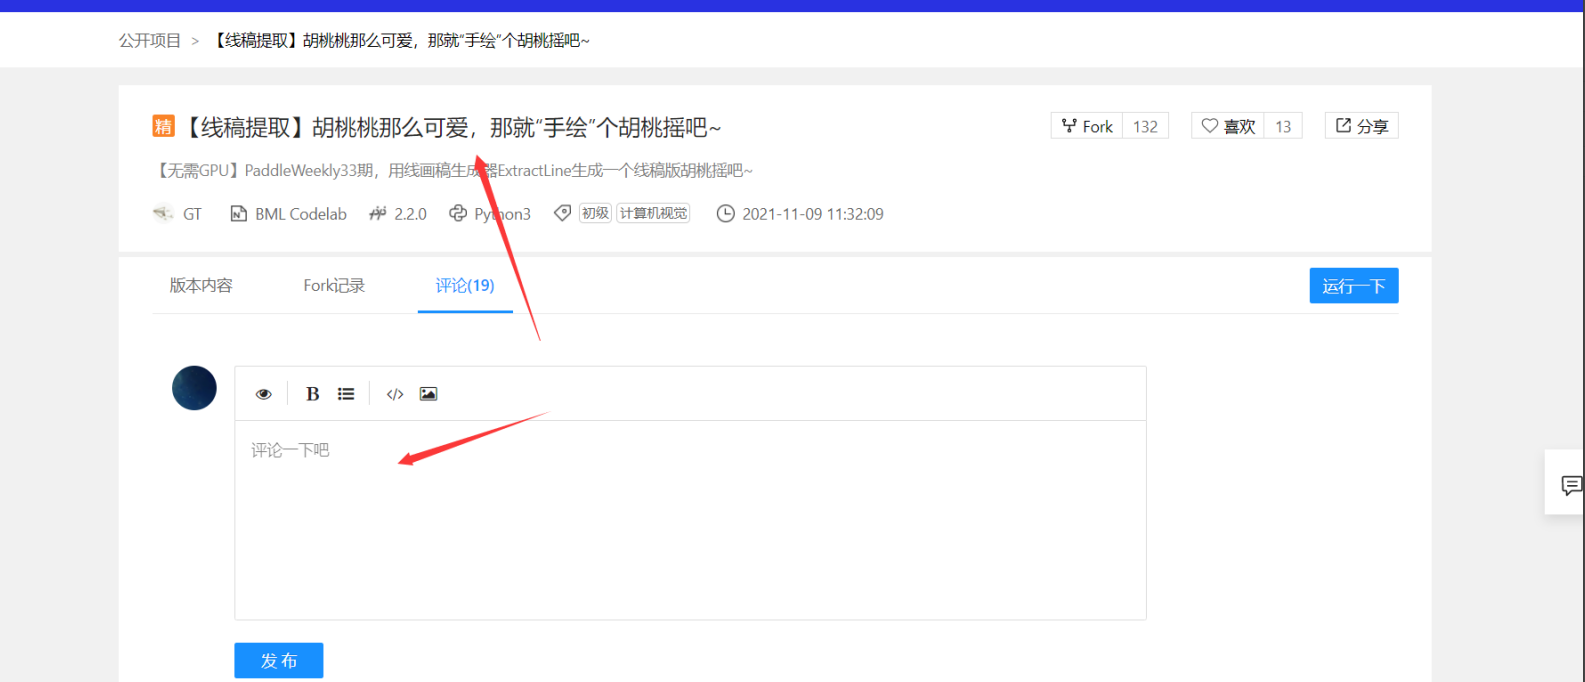 公开项目 > 【线稿提取】胡桃桃那么可爱，那就“手绘”个胡桃摇吧~
精 【线稿提取】胡桃桃那么可爱，那就“手绘”个胡桃摇吧~
Fork 132 喜欢 13 分享
【无需GPU】PaddleWeekly33期，用线画稿生成器ExtractLine生成一个线稿版胡桃摇吧~
GT BML Codelab 2.2.0 Python3 初级 计算机视觉 2021-11-09 11:32:09
版本内容 Fork记录 评论(19) 运行一下
B
评论一下吧
发布